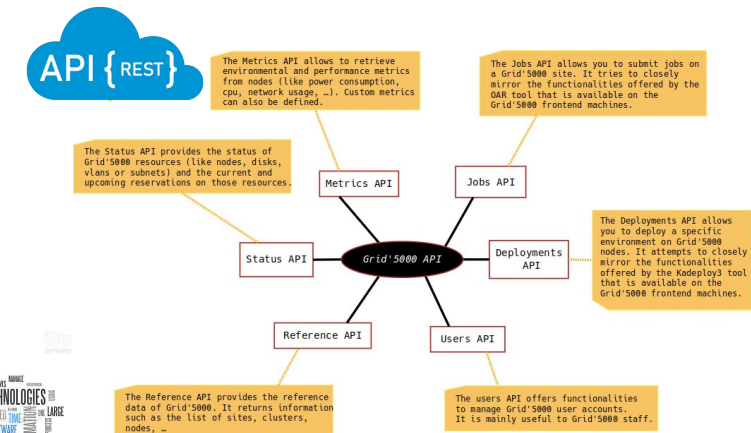 API { REST }
The Metrics API allows to retrieve
environmental and performance metrics
from nodes (like power consumption,
cpu, network usage, …). Custom metrics
can also be defined.
The Jobs API allows you to submit jobs on
a Grid'5000 site. It tries to closely
mirror the functionalities offered by the
OAR tool that is available on the
Grid'5000 frontend machines.
The Status API provides the status of
Grid'5000 resources (like nodes, disks,
vlans or subnets) and the current and
upcoming reservations on those resources.
Metrics API
Jobs API
The Deployments API allows
you to deploy a specific
environment on Grid'5000
nodes. It attempts to closely
mirror the functionalities
offered by the Kadeploy3 tool
that is available on the
Grid'5000 frontend machines.
Status API
Grid'5000 API
Deployments
API
Reference API
Users API
iSto
MANAGE
HNOLOGIES
LARGE
TIME
The Reference API provides the reference
data of Grid'5000. It returns information
such as the list of sites, clusters,
nodes, …
The users API offers functionalities
to manage Grid'5000 user accounts.
It is mainly useful to Grid'5000 staff.